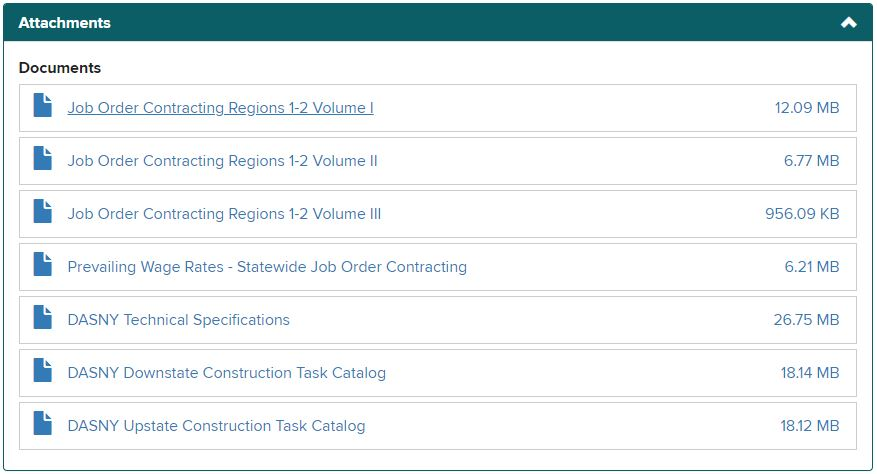 Attachments
Documents
Job Order Contracting Regions 1-2 Volume I 12.09 MB
Job Order Contracting Regions 1-2 Volume II 6.77 MB
Job Order Contracting Regions 1-2 Volume III 956.09 KB
Prevailing Wage Rates - Statewide Job Order Contracting 6.21 MB
DASNY Technical Specifications 26.75 MB
DASNY Downstate Construction Task Catalog 18.14 MB
DASNY Upstate Construction Task Catalog 18.12 MB